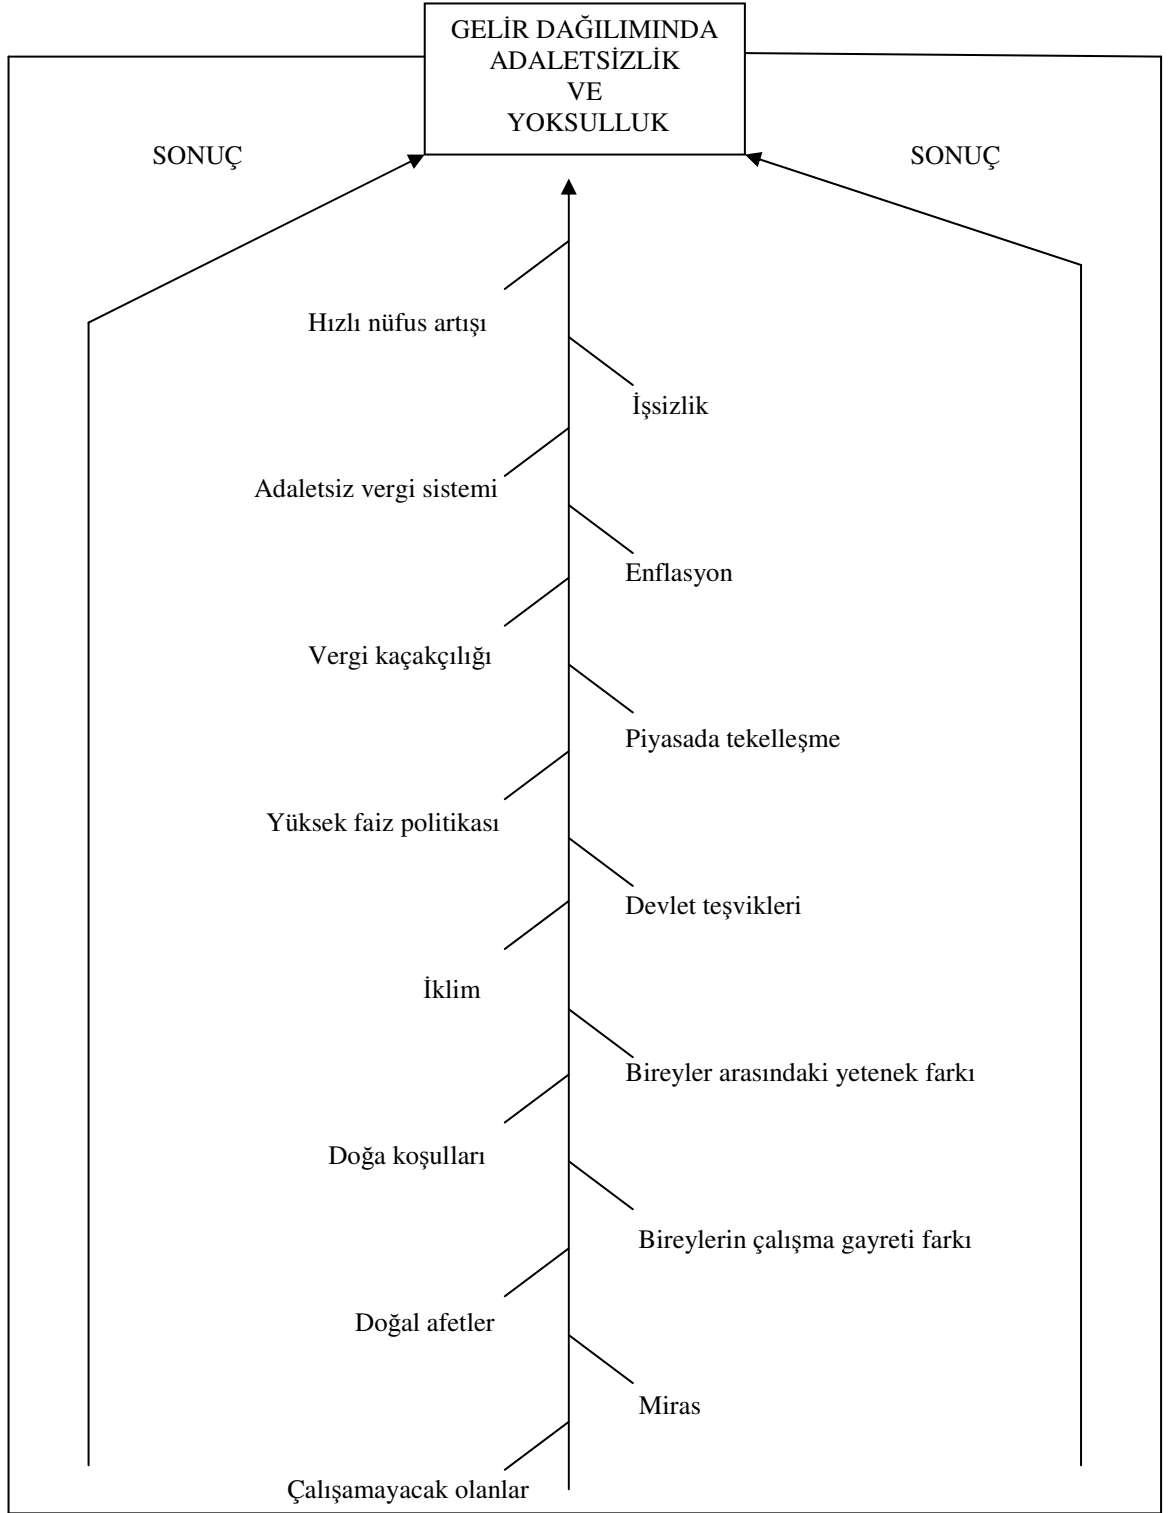 GELİR DAĞILIMINDA
ADALETSİZLİK
VE
YOKSULLUK
SONUÇ
SONUÇ
Hızlı nüfus artışı
İşsizlik
Adaletsiz vergi sistemi
Enflasyon
Vergi kaçakçılığı
Piyasada tekelleşme
Yüksek faiz politikası
Devlet teşvikleri
İklim
Bireyler arasındaki yetenek farkı
Doğa koşulları
Bireylerin çalışma gayreti farkı
Doğal afetler
Miras
Çalışamayacak olanlar